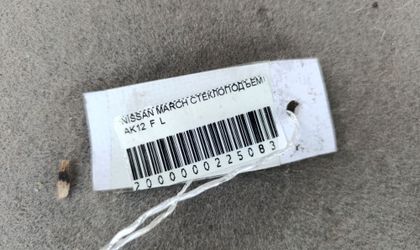 NISSAN MARCH СТЕКЛОПОДЪЕМ
AK12 F L
2000000225083